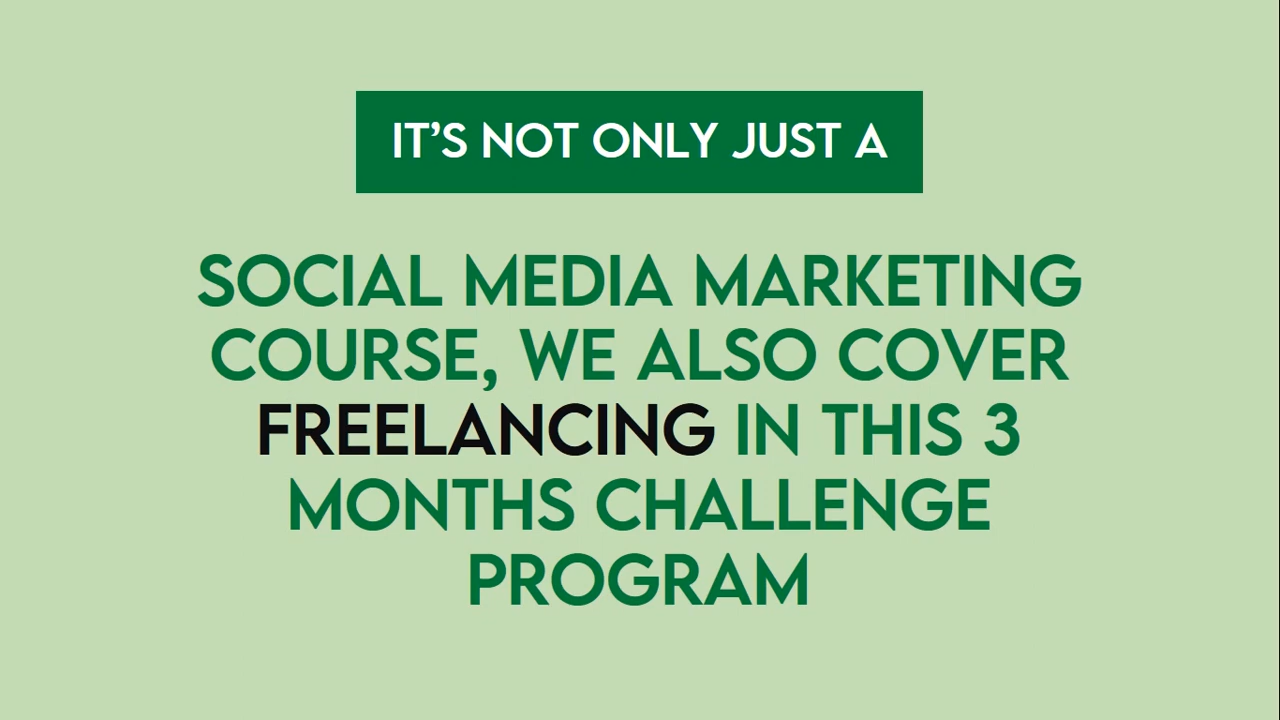 IT'S NOT ONLY JUST A
SOCIAL MEDIA MARKETING
COURSE, WE ALSO COVER
FREELANCING IN THIS 3
MONTHS CHALLENGE
PROGRAM